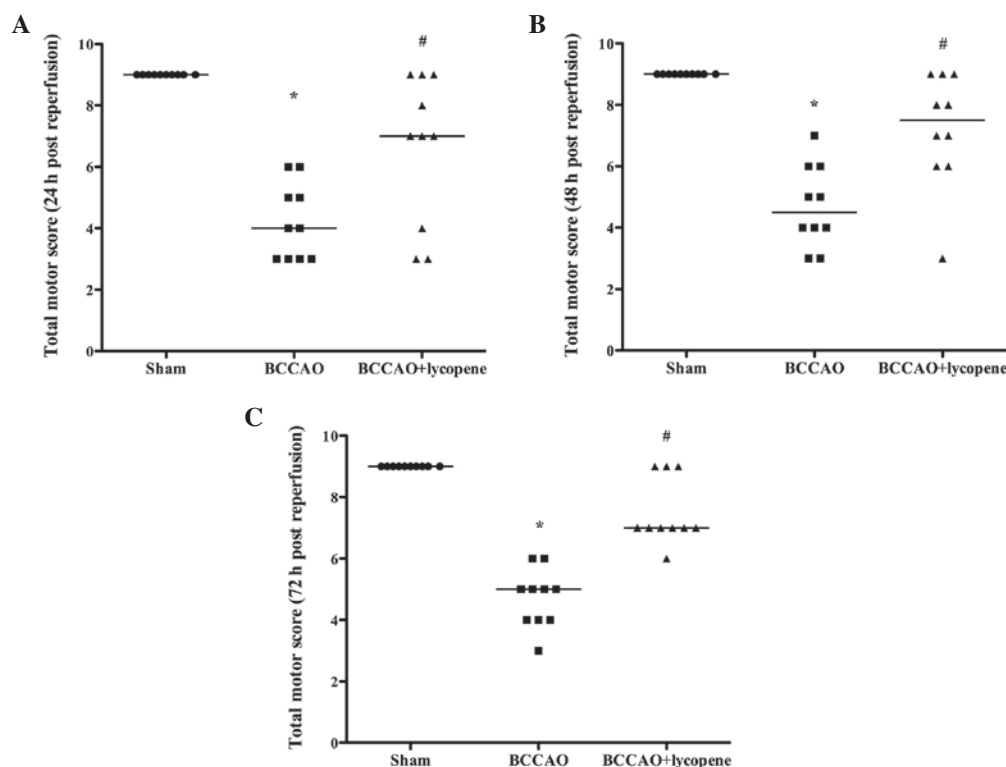 A
Total motor score (24 h post reperfusion)
10
8
6
4
2
0
*
#
Sham BCCAO BCCAO+lycopene
B
Total motor score (48 h post reperfusion)
10
8
6
4
2
0
*
#
Sham BCCAO BCCAO+lycopene
C
Total motor score (72 h post reperfusion)
10
8
6
4
2
0
*
#
Sham BCCAO BCCAO+lycopene